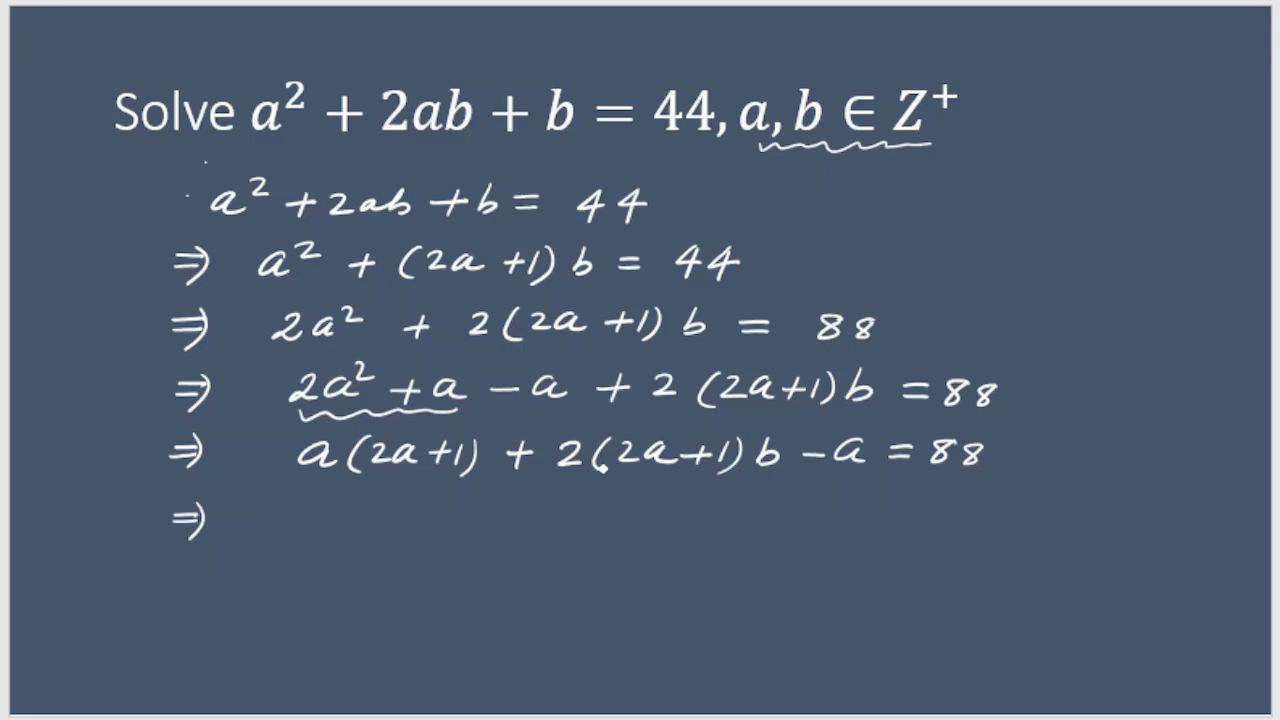 Solve a² + 2ab + b = 44, a, b ∈ Z⁺
a² + 2ab + b = 44
⇒ a² + (2a + 1) b = 44
⇒ 2a² + 2(2a + 1) b = 88
⇒ 2a² + a − a + 2 (2a+1) b = 88
⇒ a(2a+1) + 2(2a+1) b − a = 88
⇒